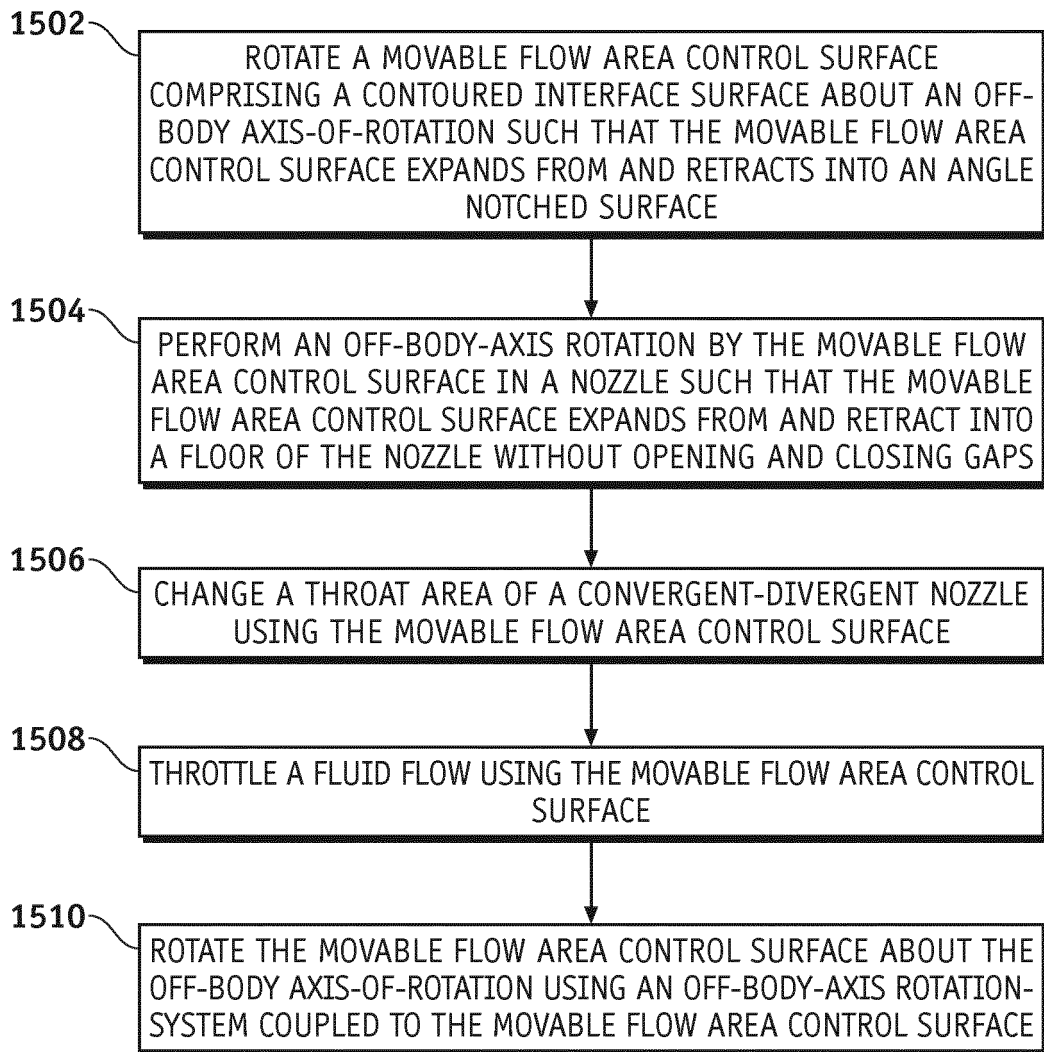 1502
ROTATE A MOVABLE FLOW AREA CONTROL SURFACE
COMPRISING A CONTOURED INTERFACE SURFACE ABOUT AN OFF-
BODY AXIS-OF-ROTATION SUCH THAT THE MOVABLE FLOW AREA
CONTROL SURFACE EXPANDS FROM AND RETRACTS INTO AN ANGLE
NOTCHED SURFACE
1504
PERFORM AN OFF-BODY-AXIS ROTATION BY THE MOVABLE FLOW
AREA CONTROL SURFACE IN A NOZZLE SUCH THAT THE MOVABLE
FLOW AREA CONTROL SURFACE EXPANDS FROM AND RETRACT INTO
A FLOOR OF THE NOZZLE WITHOUT OPENING AND CLOSING GAPS
1506
CHANGE A THROAT AREA OF A CONVERGENT-DIVERGENT NOZZLE
USING THE MOVABLE FLOW AREA CONTROL SURFACE
1508
THROTTLE A FLUID FLOW USING THE MOVABLE FLOW AREA CONTROL
SURFACE
1510
ROTATE THE MOVABLE FLOW AREA CONTROL SURFACE ABOUT THE
OFF-BODY AXIS-OF-ROTATION USING AN OFF-BODY-AXIS ROTATION-
SYSTEM COUPLED TO THE MOVABLE FLOW AREA CONTROL SURFACE